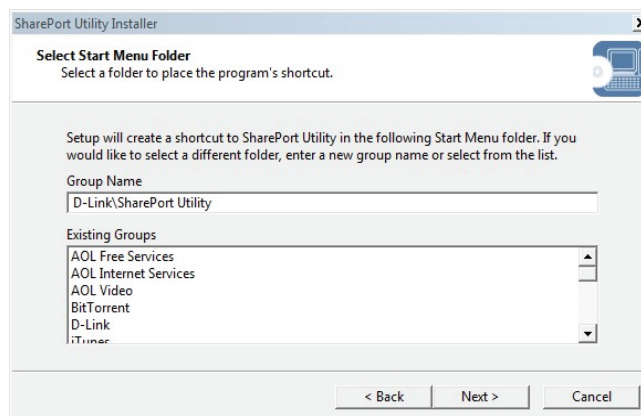 SharePort Utility Installer
Select Start Menu Folder
Select a folder to place the program's shortcut.
Setup will create a shortcut to SharePort Utility in the following Start Menu folder. If you
would like to select a different folder, enter a new group name or select from the list.
Group Name
D-Link\SharePort Utility
Existing Groups
AOL Free Services
AOL Internet Services
AOL Video
BitTorrent
D-Link
iTunes
< Back Next > Cancel